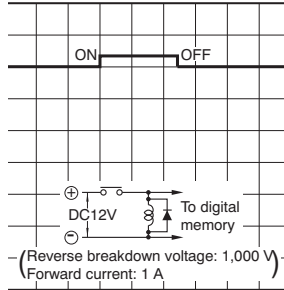 ON OFF
DC12V
To digital
memory
(Reverse breakdown voltage: 1,000 V)
Forward current: 1 A